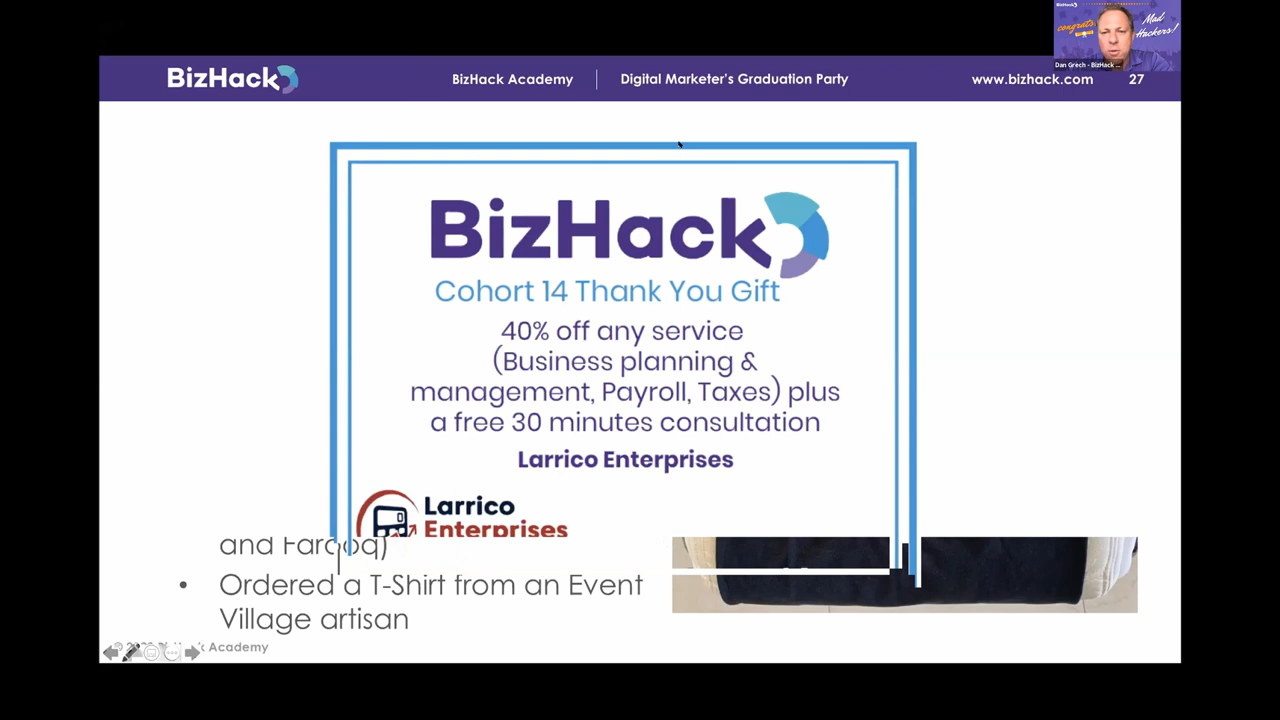 BizHack
congrats
Mad
Hackers!
Dan Grech - BizHack ...
BizHack
BizHack Academy
Digital Marketer's Graduation Party
www.bizhack.com
27
BizHack
Cohort 14 Thank You Gift
40% off any service
(Business planning &
management, Payroll, Taxes) plus
a free 30 minutes consultation
Larrico Enterprises
Larrico
Enterprises
and Farooq)
• Ordered a T-Shirt from an Event
Village artisan
Academy